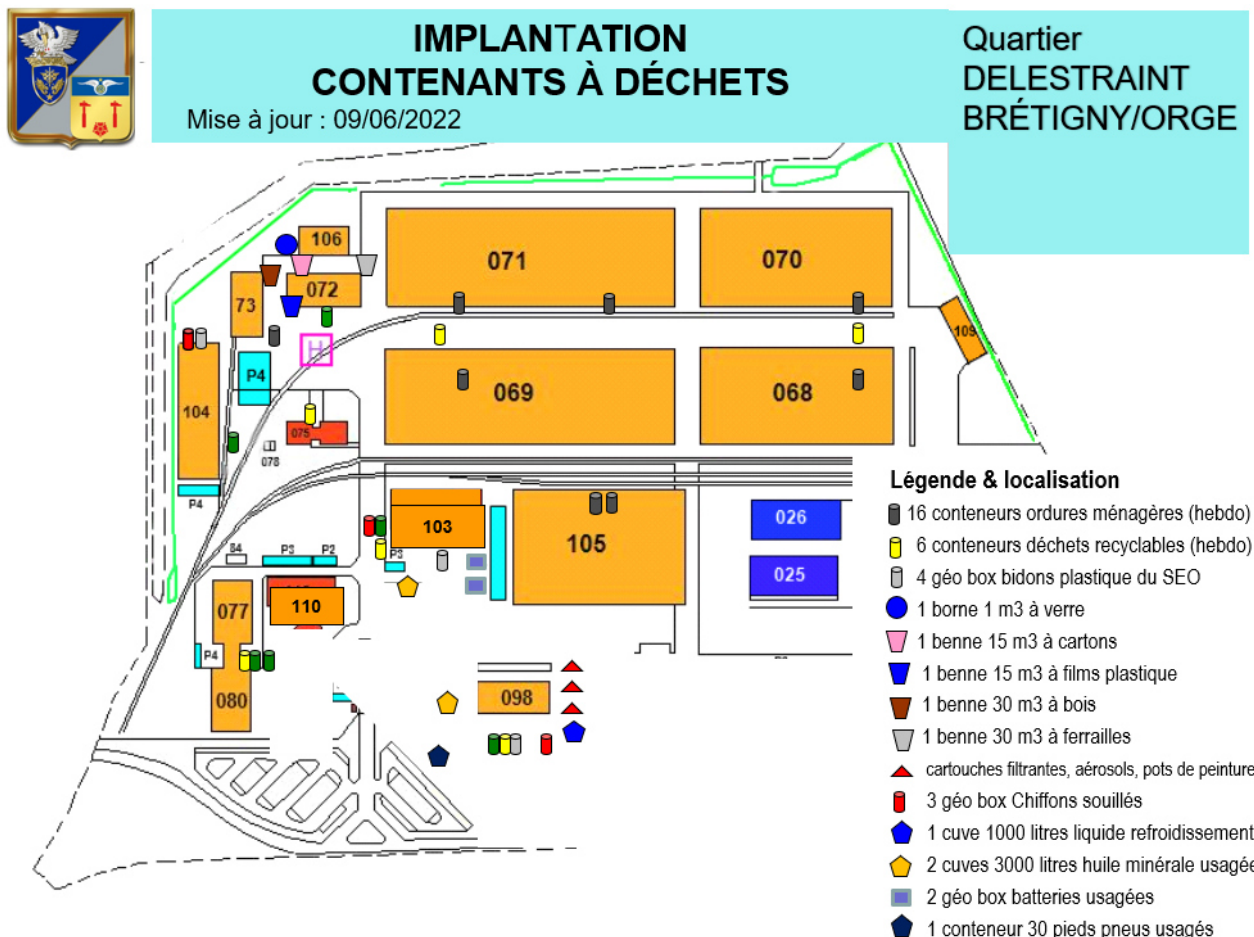 IMPLANTATION
CONTENANTS À DÉCHETS
Mise à jour : 09/06/2022
Quartier
DELESTRAINT
BRÉTIGNY/ORGE
106
071
070
072
73
109
H
P4
069
068
104
075
078
P4
103
105
026
84
P3
P2
P3
025
110
077
P4
080
098
Légende & localisation
16 conteneurs ordures ménagères (hebdo)
6 conteneurs déchets recyclables (hebdo)
4 géo box bidons plastique du SEO
1 borne 1 m3 à verre
1 benne 15 m3 à cartons
1 benne 15 m3 à films plastique
1 benne 30 m3 à bois
1 benne 30 m3 à ferrailles
cartouches filtrantes, aérosols, pots de peinture
3 géo box Chiffons souillés
1 cuve 1000 litres liquide refroidissement
2 cuves 3000 litres huile minérale usagée
2 géo box batteries usagées
1 conteneur 30 pieds pneus usagés